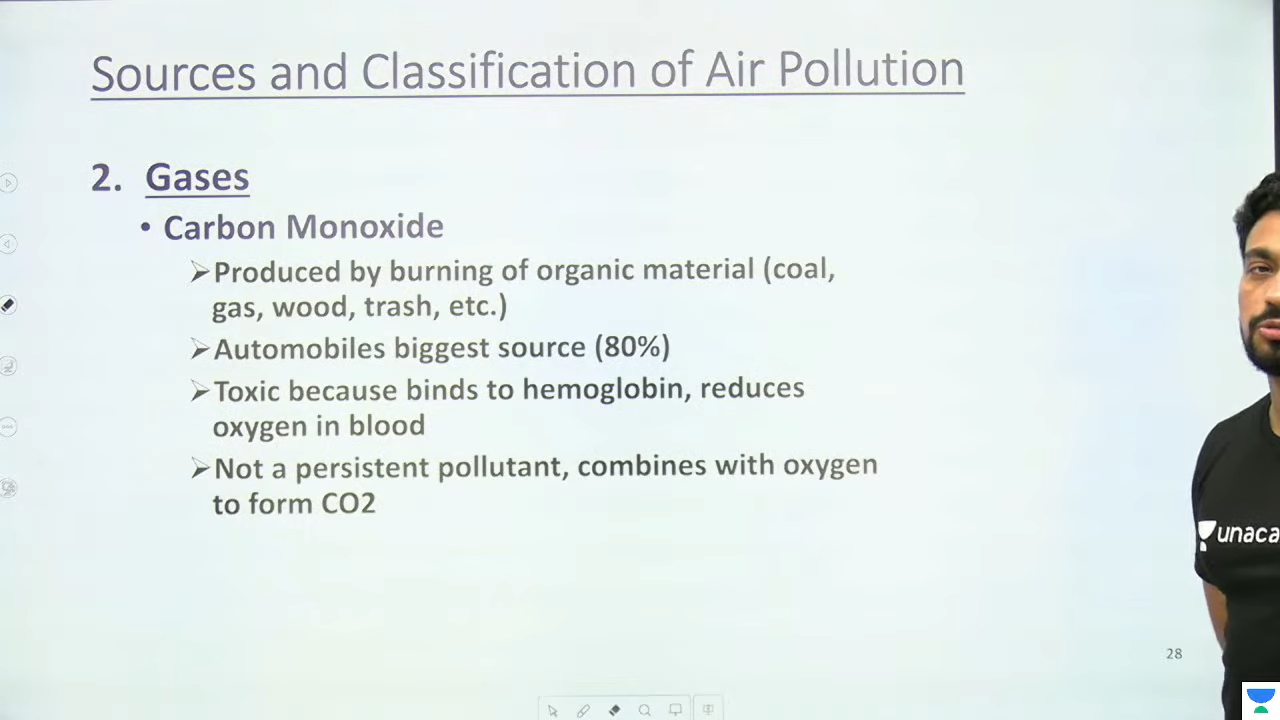 Sources and Classification of Air Pollution
2. Gases
• Carbon Monoxide
➢Produced by burning of organic material (coal,
gas, wood, trash, etc.)
➢Automobiles biggest source (80%)
➢Toxic because binds to hemoglobin, reduces
oxygen in blood
➢Not a persistent pollutant, combines with oxygen
to form CO2
unaca
28